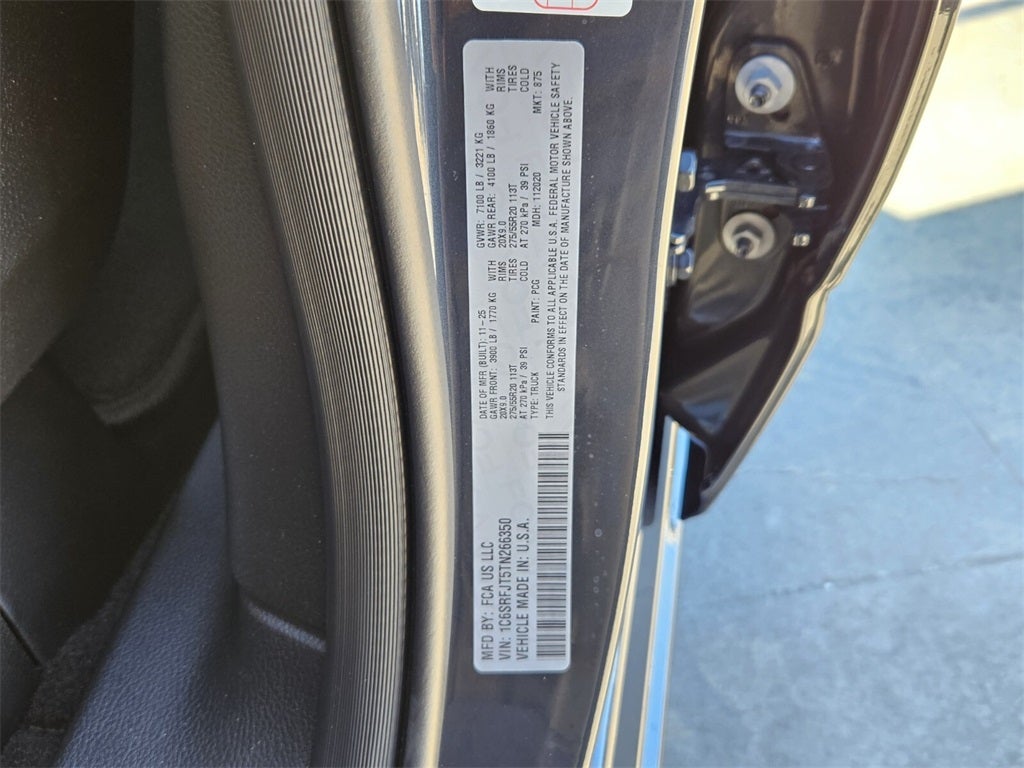 MFD BY: FCA US LLC
VIN: 1C6SRFJT5TN266350
VEHICLE MADE IN: U.S.A.
DATE OF MFR (BUILT): 11-25
GAWR FRONT: 3900 LB / 1770 KG WITH
20X9.0 RIMS
275/55R20 113T TIRES
AT 270 kPa / 39 PSI COLD
GVWR: 7100 LB / 3221 KG
GAWR REAR: 4100 LB / 1860 KG WITH
20X9.0 RIMS
275/55R20 113T TIRES
AT 270 kPa / 39 PSI COLD
TYPE: TRUCK PAINT: PCG MDH: 112020 MKT: 875
THIS VEHICLE CONFORMS TO ALL APPLICABLE U.S.A. FEDERAL MOTOR VEHICLE SAFETY
STANDARDS IN EFFECT ON THE DATE OF MANUFACTURE SHOWN ABOVE.